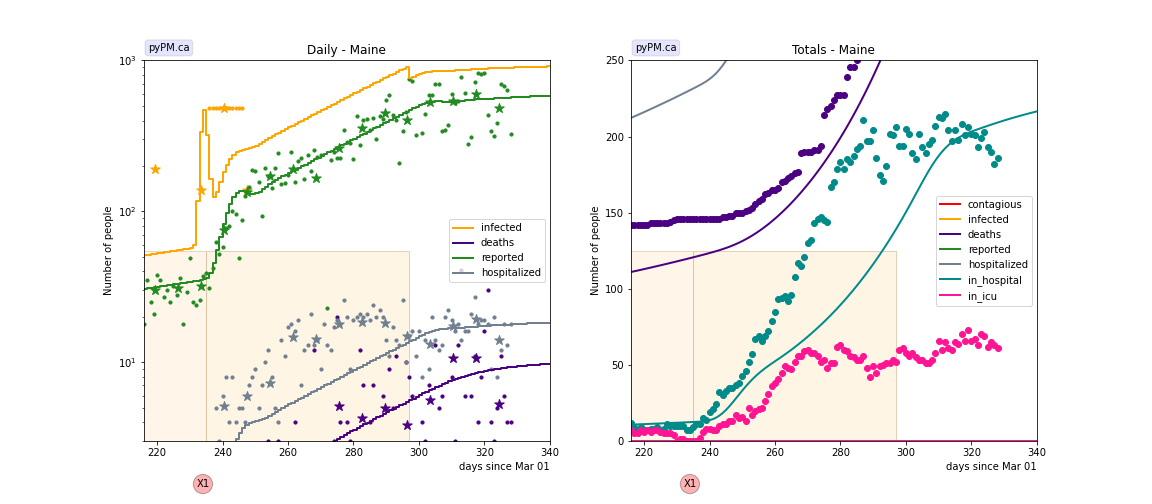 pyPM.ca
Daily - Maine
10³
10²
10¹
Number of people
infected
deaths
reported
hospitalized
220 240 260 280 300 320 340
days since Mar 01
X1
pyPM.ca
Totals - Maine
250
200
150
100
50
0
Number of people
contagious
infected
deaths
reported
hospitalized
in_hospital
in_icu
220 240 260 280 300 320 340
days since Mar 01
X1